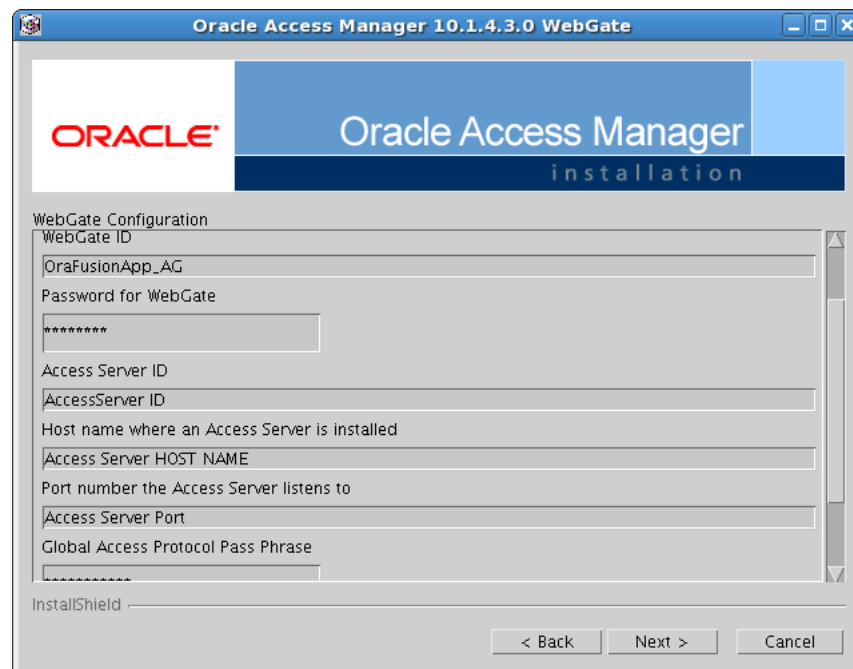 Oracle Access Manager 10.1.4.3.0 WebGate
ORACLE
Oracle Access Manager
installation
WebGate Configuration
WebGate ID
OraFusionApp_AG
Password for WebGate
********
Access Server ID
AccessServer ID
Host name where an Access Server is installed
Access Server HOST NAME
Port number the Access Server listens to
Access Server Port
Global Access Protocol Pass Phrase
***********
InstallShield
< Back Next > Cancel